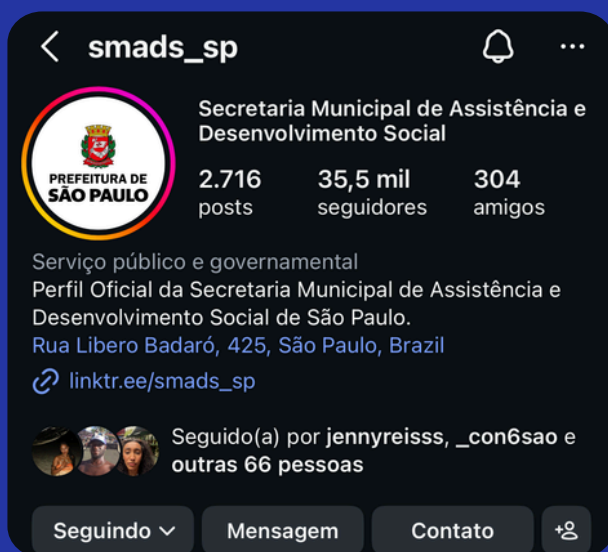 smads_sp
PREFEITURA DE
SÃO PAULO
Secretaria Municipal de Assistência e
Desenvolvimento Social
2.716 35,5 mil 304
posts seguidores amigos
Serviço público e governamental
Perfil Oficial da Secretaria Municipal de Assistência e
Desenvolvimento Social de São Paulo.
Rua Libero Badaró, 425, São Paulo, Brazil
linktr.ee/smads_sp
Seguido(a) por jennyreisss, _con6sao e
outras 66 pessoas
Seguindo Mensagem Contato